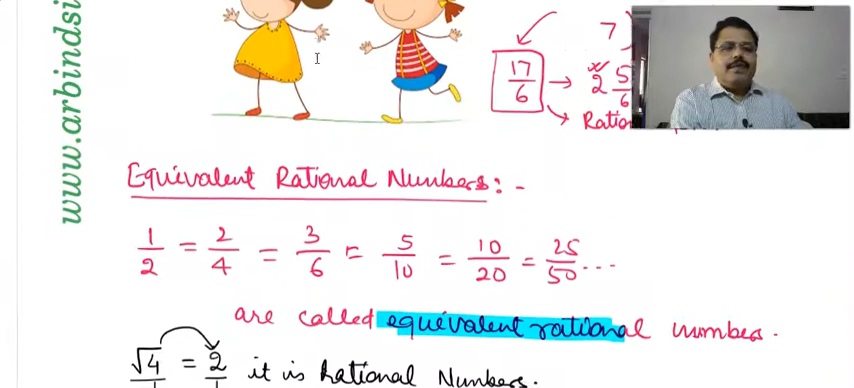 www.arbindsi
7
17/6 → 2 5/6
Equivalent Rational Numbers:-
1/2 = 2/4 = 3/6 = 5/10 = 10/20 = 25/50 ...
are called equivalent rational numbers.
√4/1 = 2/1 it is Rational Numbers.